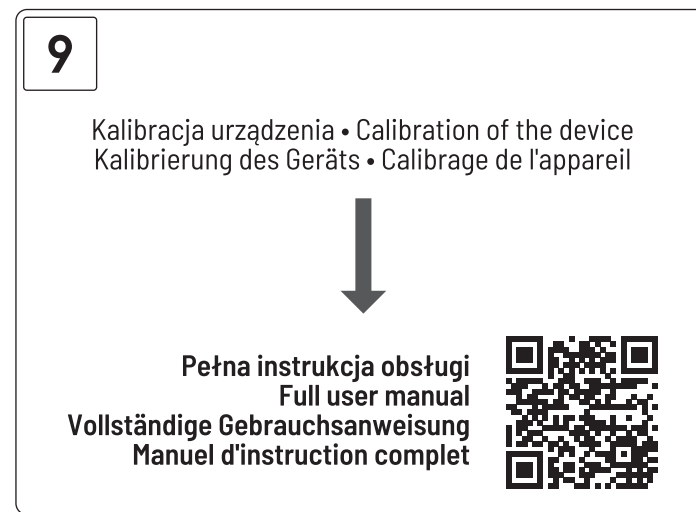 9
Kalibracja urządzenia • Calibration of the device
Kalibrierung des Geräts • Calibrage de l'appareil
Pełna instrukcja obsługi
Full user manual
Vollständige Gebrauchsanweisung
Manuel d'instruction complet